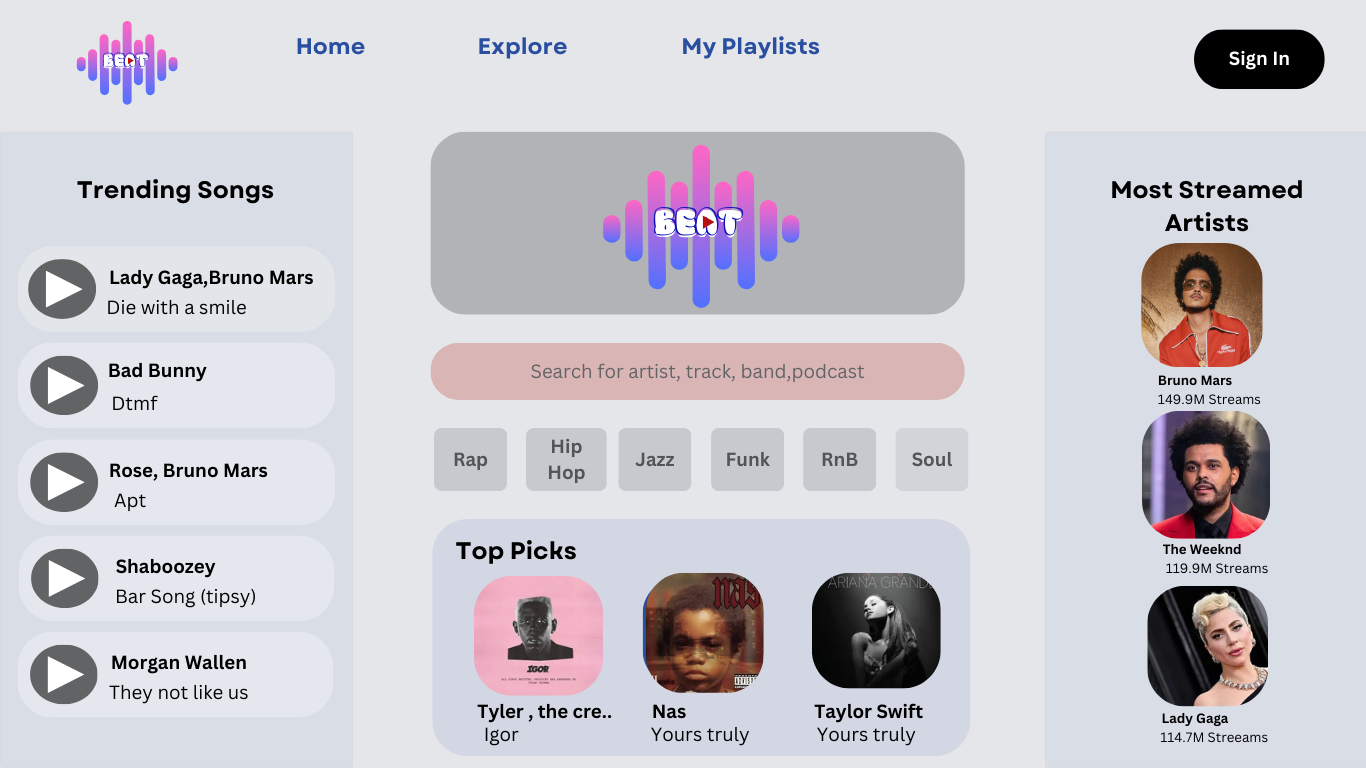 BEAT
Home
Explore
My Playlists
Sign In
Trending Songs
Lady Gaga,Bruno Mars
Die with a smile
Bad Bunny
Dtmf
Rose, Bruno Mars
Apt
Shaboozey
Bar Song (tipsy)
Morgan Wallen
They not like us
BEAT
Search for artist, track, band,podcast
Rap
Hip
Hop
Jazz
Funk
RnB
Soul
Top Picks
IGOR
Tyler , the cre..
Igor
nas
Nas
Yours truly
ARIANA GRANDE
Taylor Swift
Yours truly
Most Streamed
Artists
Bruno Mars
149.9M Streams
The Weeknd
119.9M Streams
Lady Gaga
114.7M Streeams